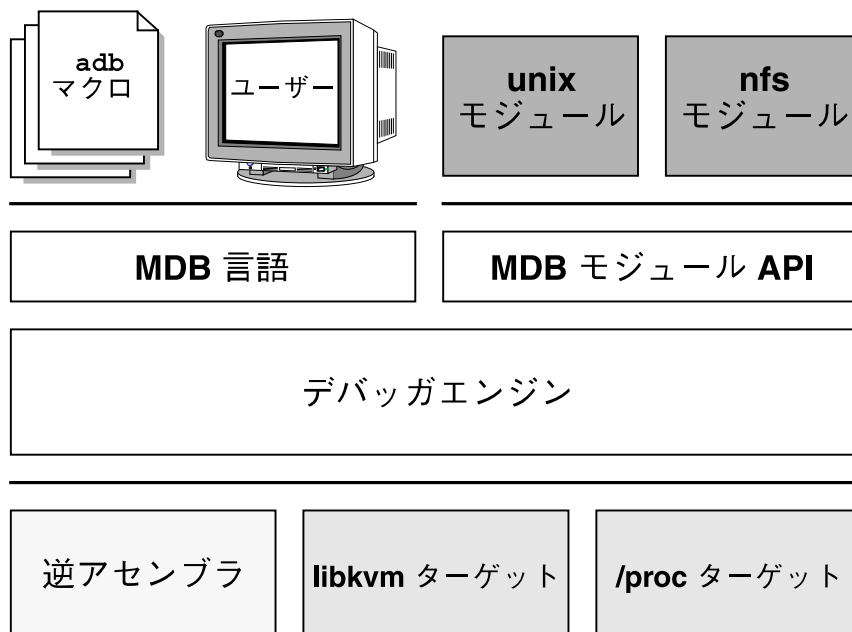 adb
マクロ
ユーザー
unix
モジュール
nfs
モジュール
MDB 言語
MDB モジュール API
デバッガエンジン
逆アセンブラ
libkvm ターゲット
/proc ターゲット